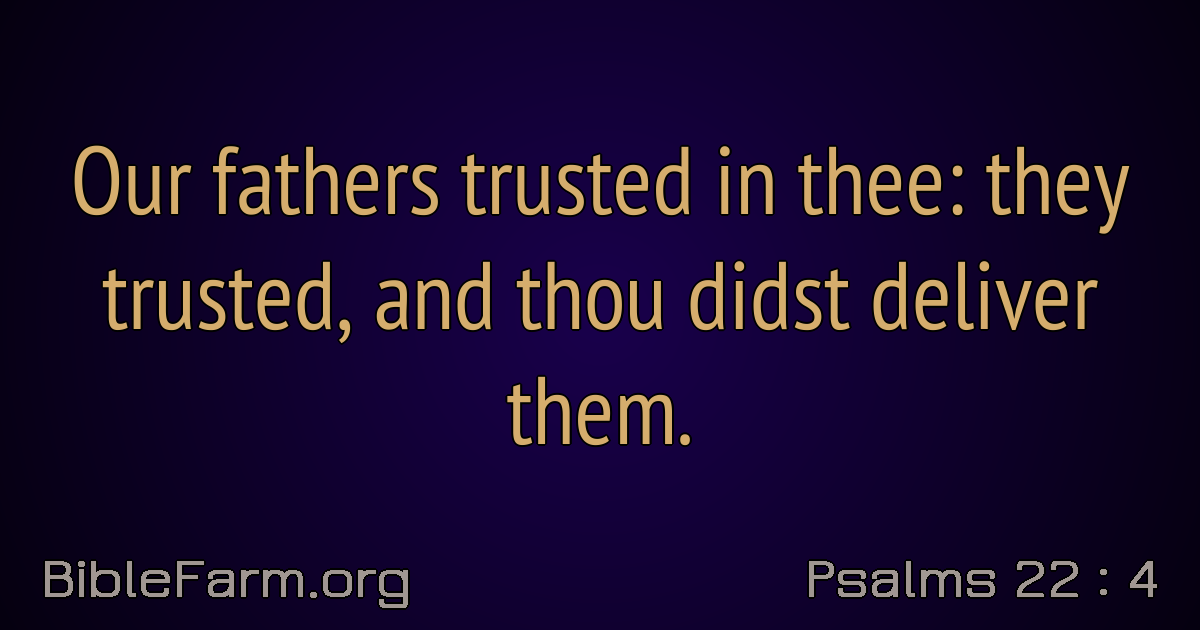 Our fathers trusted in thee: they
trusted, and thou didst deliver
them.
BibleFarm.org
Psalms 22 : 4